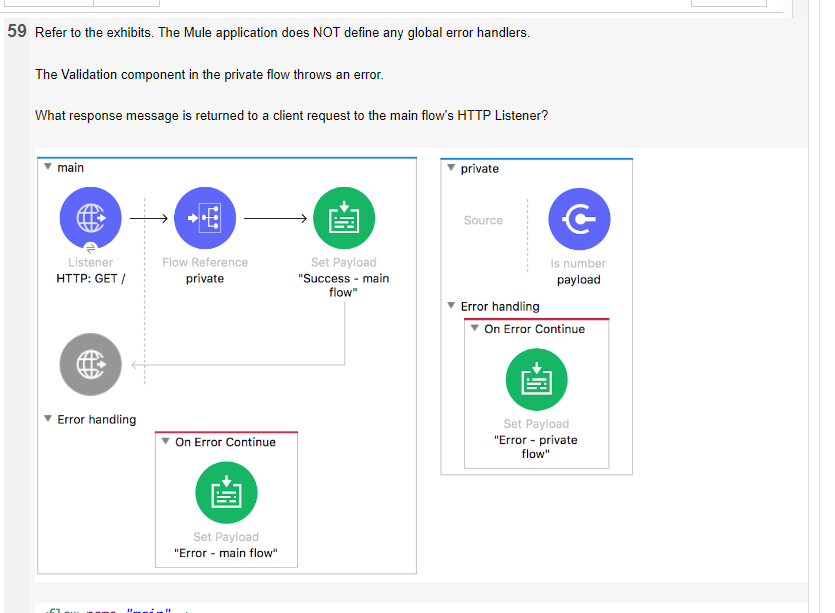 59 Refer to the exhibits. The Mule application does NOT define any global error handlers.
The Validation component in the private flow throws an error.
What response message is returned to a client request to the main flow's HTTP Listener?
main
Listener
HTTP: GET /
Flow Reference
private
Set Payload
"Success - main
flow"
Error handling
On Error Continue
Set Payload
"Error - main flow"
private
Source
Is number
payload
Error handling
On Error Continue
Set Payload
"Error - private
flow"
<flow name="main" >